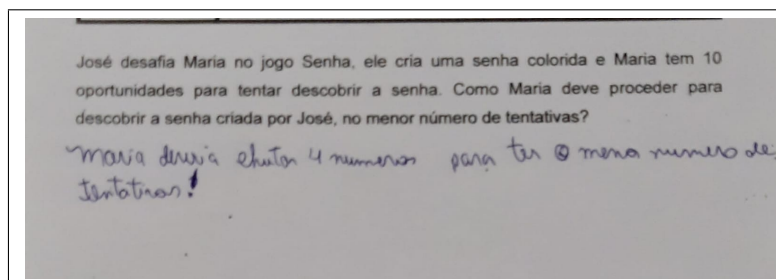 José desafia Maria no jogo Senha, ele cria uma senha colorida e Maria tem 10
oportunidades para tentar descobrir a senha. Como Maria deve proceder para
descobrir a senha criada por José, no menor número de tentativas?
Maria deveria chutar 4 numeros para ter o menor numero de
tentativas!